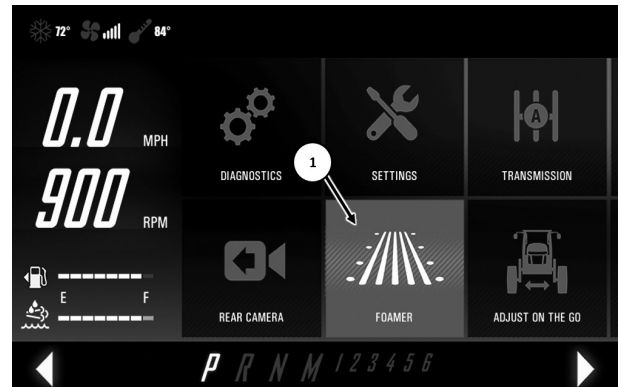 72° 84°
0.0 MPH
900 RPM
E F
DIAGNOSTICS SETTINGS TRANSMISSION
1
A
REAR CAMERA FOAMER ADJUST ON THE GO
P R N M 1 2 3 4 5 6